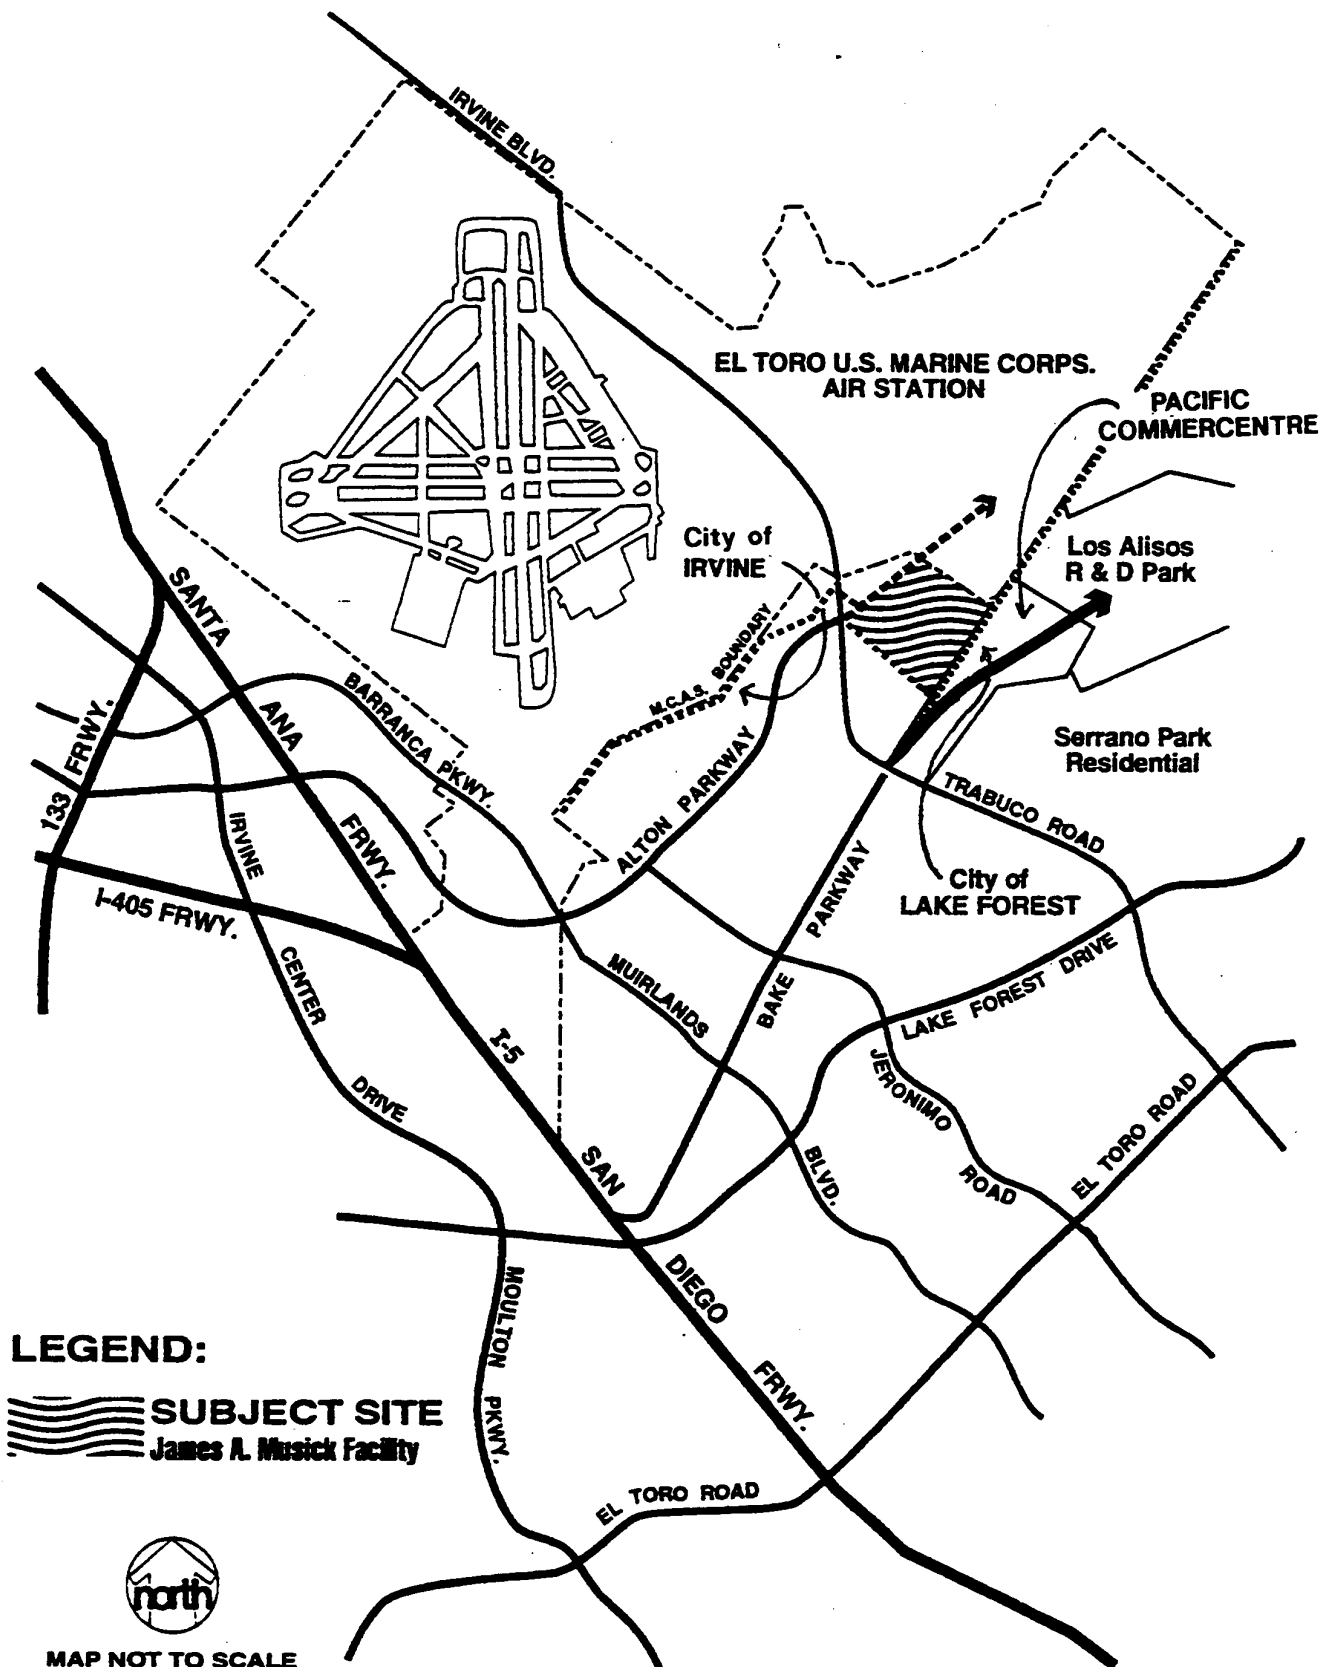 IRVINE BLVD.
EL TORO U.S. MARINE CORPS.
AIR STATION
PACIFIC
COMMERCENTRE
City of
IRVINE
Los Alisos
R & D Park
M.C.A.S. BOUNDARY
SANTA
ANA
FRWY.
BARRANCA PKWY.
133 FRWY.
Serrano Park
Residential
ALTON PARKWAY
TRABUCO ROAD
IRVINE
CENTER
DRIVE
City of
LAKE FOREST
I-405 FRWY.
BAKE PARKWAY
LAKE FOREST DRIVE
MUIRLANDS
BLVD.
I-5
JERONIMO
ROAD
EL TORO ROAD
SAN
DIEGO
FRWY.
MOULTON
PKWY.
EL TORO ROAD
LEGEND:
SUBJECT SITE
James A. Musick Facility
north
MAP NOT TO SCALE